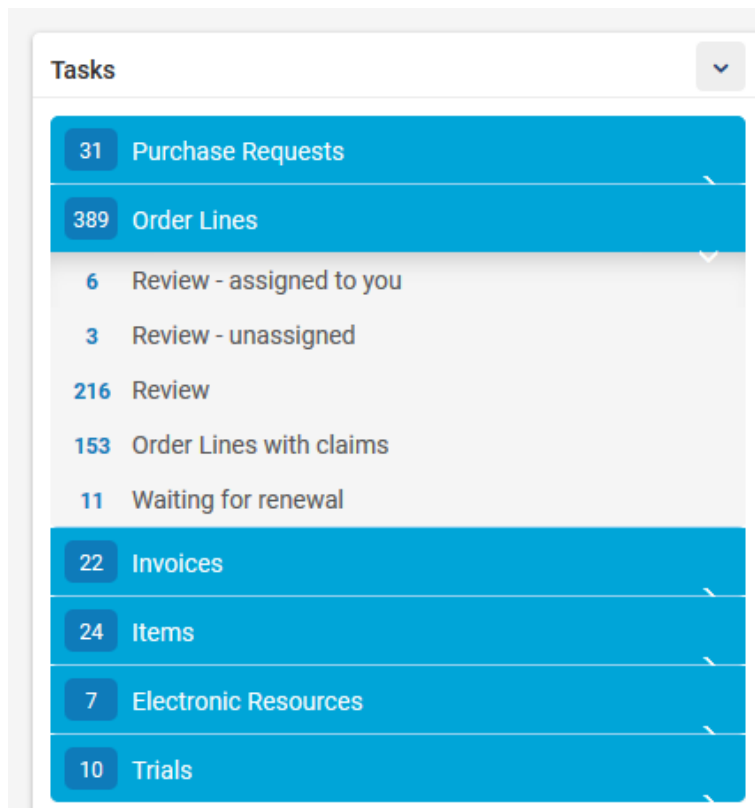 Tasks
31 Purchase Requests
389 Order Lines
6 Review - assigned to you
3 Review - unassigned
216 Review
153 Order Lines with claims
11 Waiting for renewal
22 Invoices
24 Items
7 Electronic Resources
10 Trials